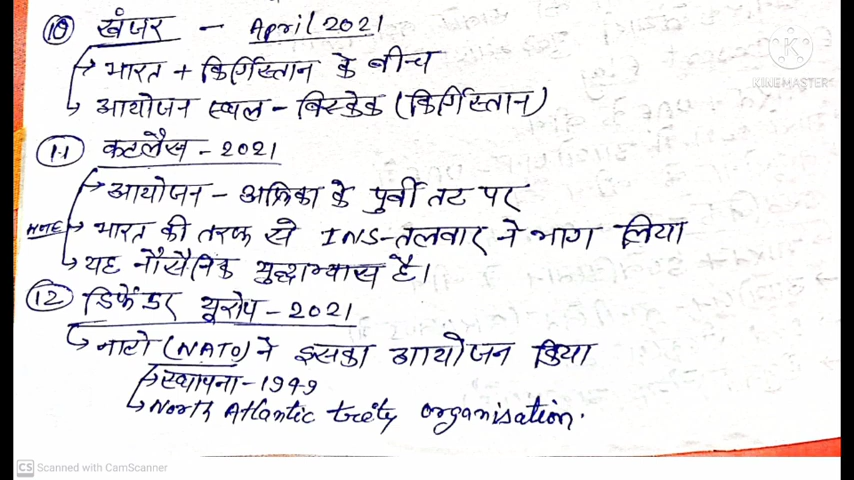 10 खंजर - April 2021
भारत + किर्गिस्तान के बीच
आयोजन स्थल - बिस्केक (किर्गिस्तान)
11 कटलैस - 2021
आयोजन - अफ्रिका के पुर्वी तट पर
NOTE भारत की तरफ से INS-तलवार ने भाग लिया
यह नौसैनिक युद्धाभ्यास है।
12 डिफेंडर यूरोप - 2021
नाटो (NATO) ने इसका आयोजन किया
स्थापना - 1949
North Atlantic treety organisation.
KINEMASTER
CS Scanned with CamScanner